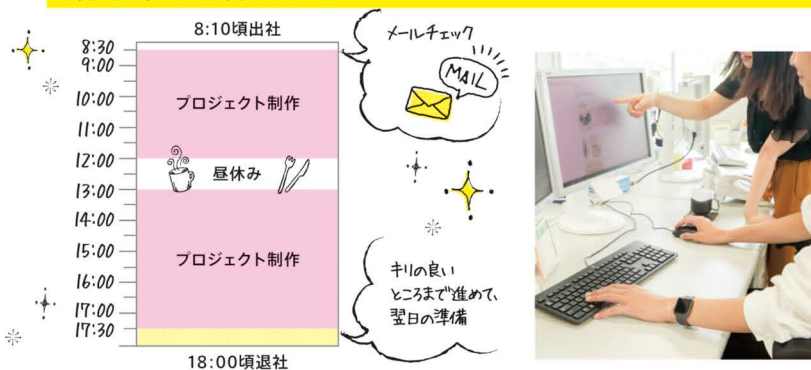 8:10頃出社
8:30
9:00
10:00
11:00
12:00
13:00
14:00
15:00
16:00
17:00
17:30
プロジェクト制作
昼休み
プロジェクト制作
18:00頃退社
メールチェック
MAIL
キリの良い
ところまで進めて、
翌日の準備